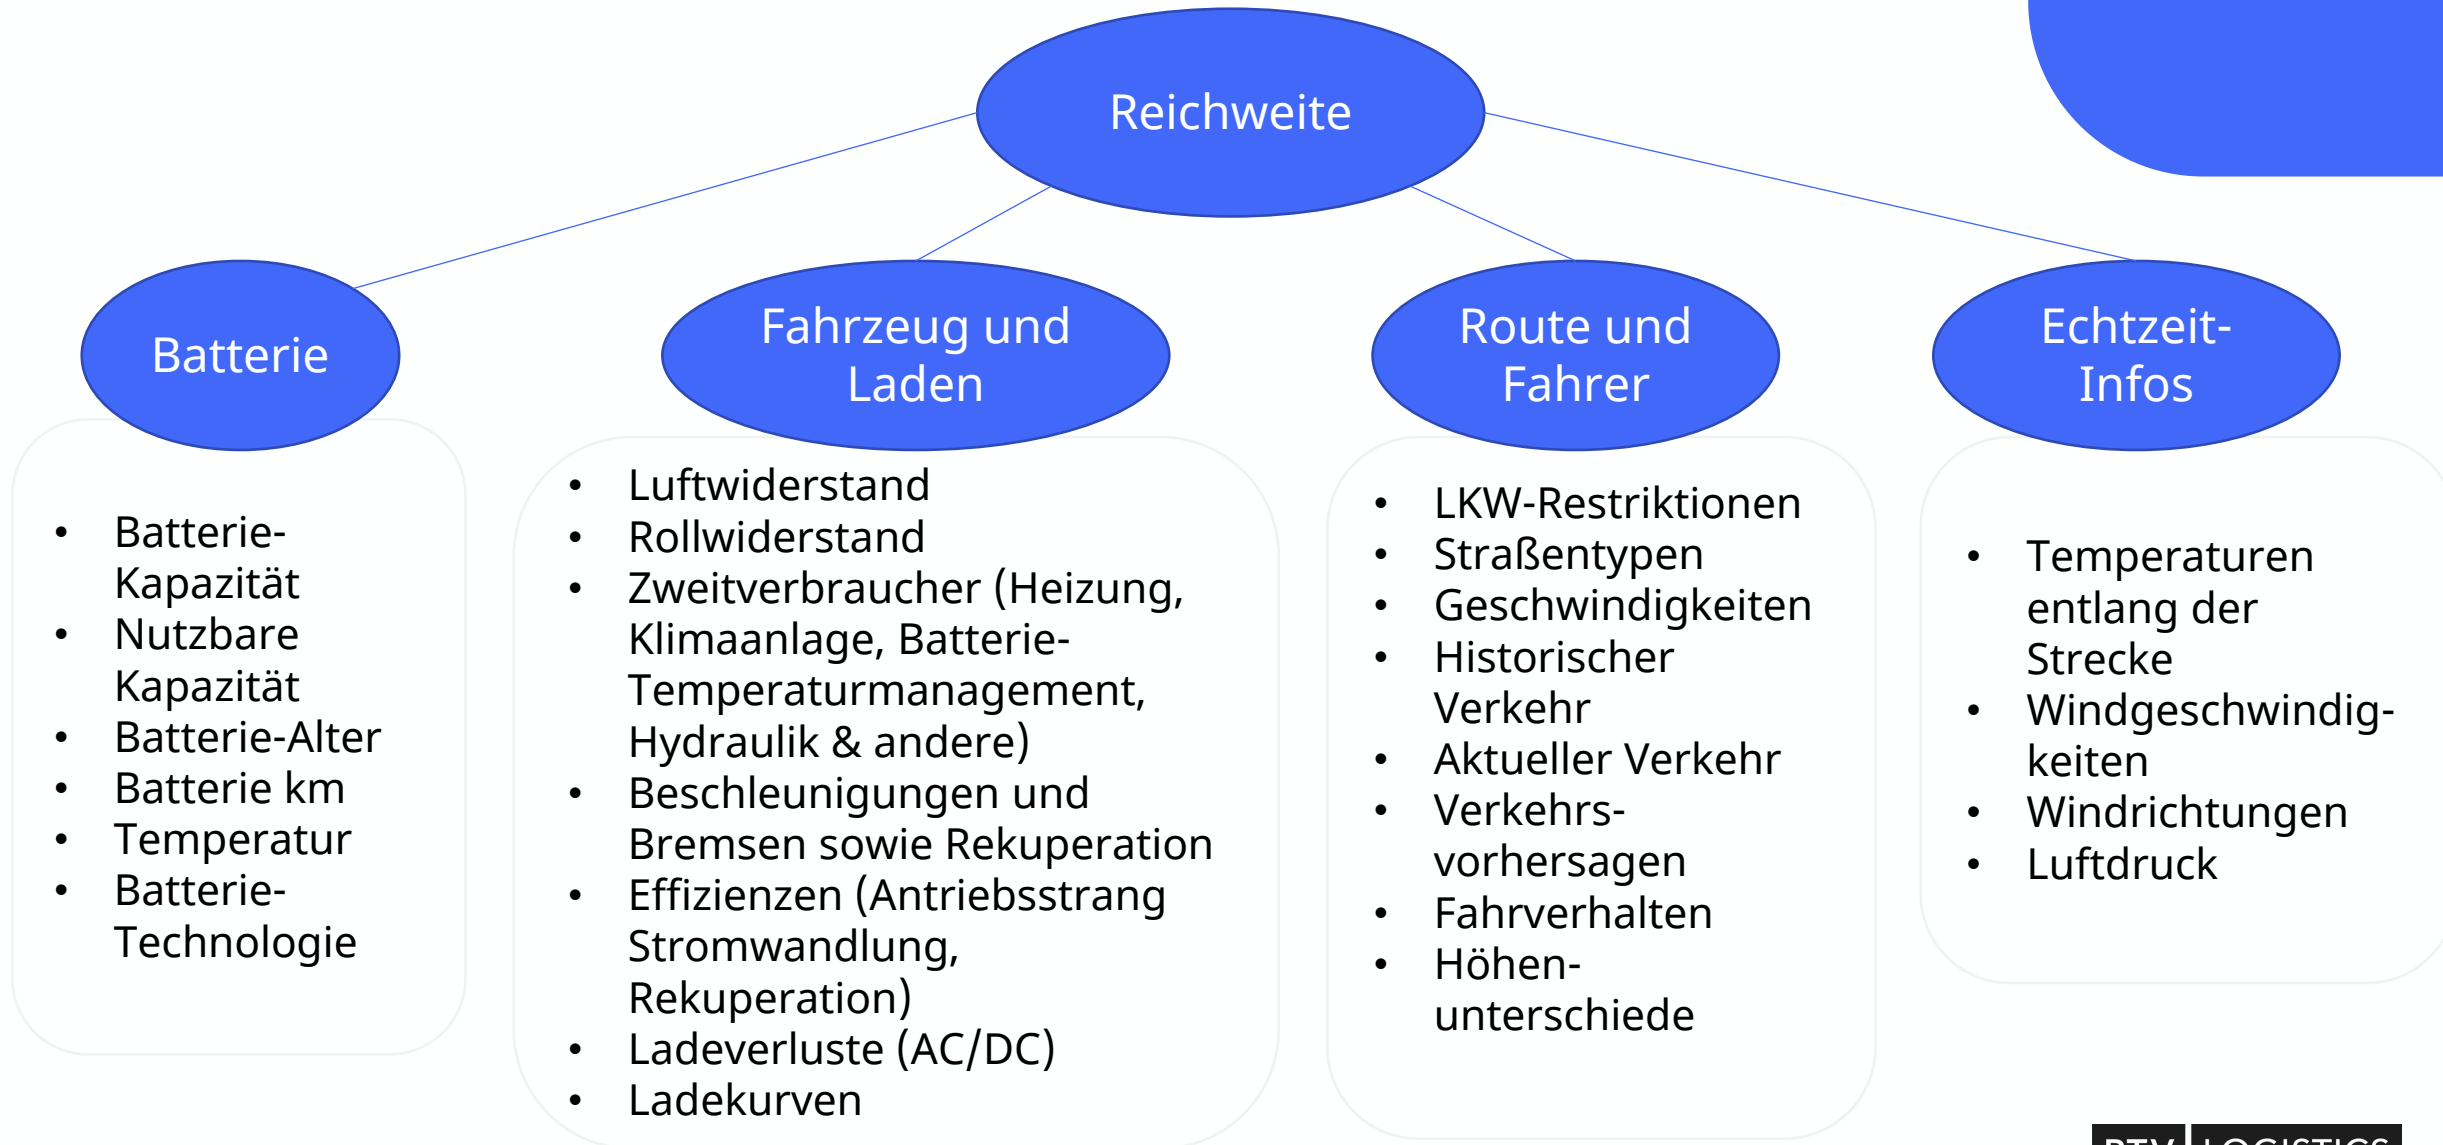 Reichweite
Batterie
Fahrzeug und
Laden
Route und
Fahrer
Echtzeit-
Infos
• Batterie-
Kapazität
• Nutzbare
Kapazität
• Batterie-Alter
• Batterie km
• Temperatur
• Batterie-
Technologie
• Luftwiderstand
• Rollwiderstand
• Zweitverbraucher (Heizung,
Klimaanlage, Batterie-
Temperaturmanagement,
Hydraulik & andere)
• Beschleunigungen und
Bremsen sowie Rekuperation
• Effizienzen (Antriebsstrang
Stromwandlung,
Rekuperation)
• Ladeverluste (AC/DC)
• Ladekurven
• LKW-Restriktionen
• Straßentypen
• Geschwindigkeiten
• Historischer
Verkehr
• Aktueller Verkehr
• Verkehrs-
vorhersagen
• Fahrverhalten
• Höhen-
unterschiede
• Temperaturen
entlang der
Strecke
• Windgeschwindig-
keiten
• Windrichtungen
• Luftdruck
PTV LOGISTICS